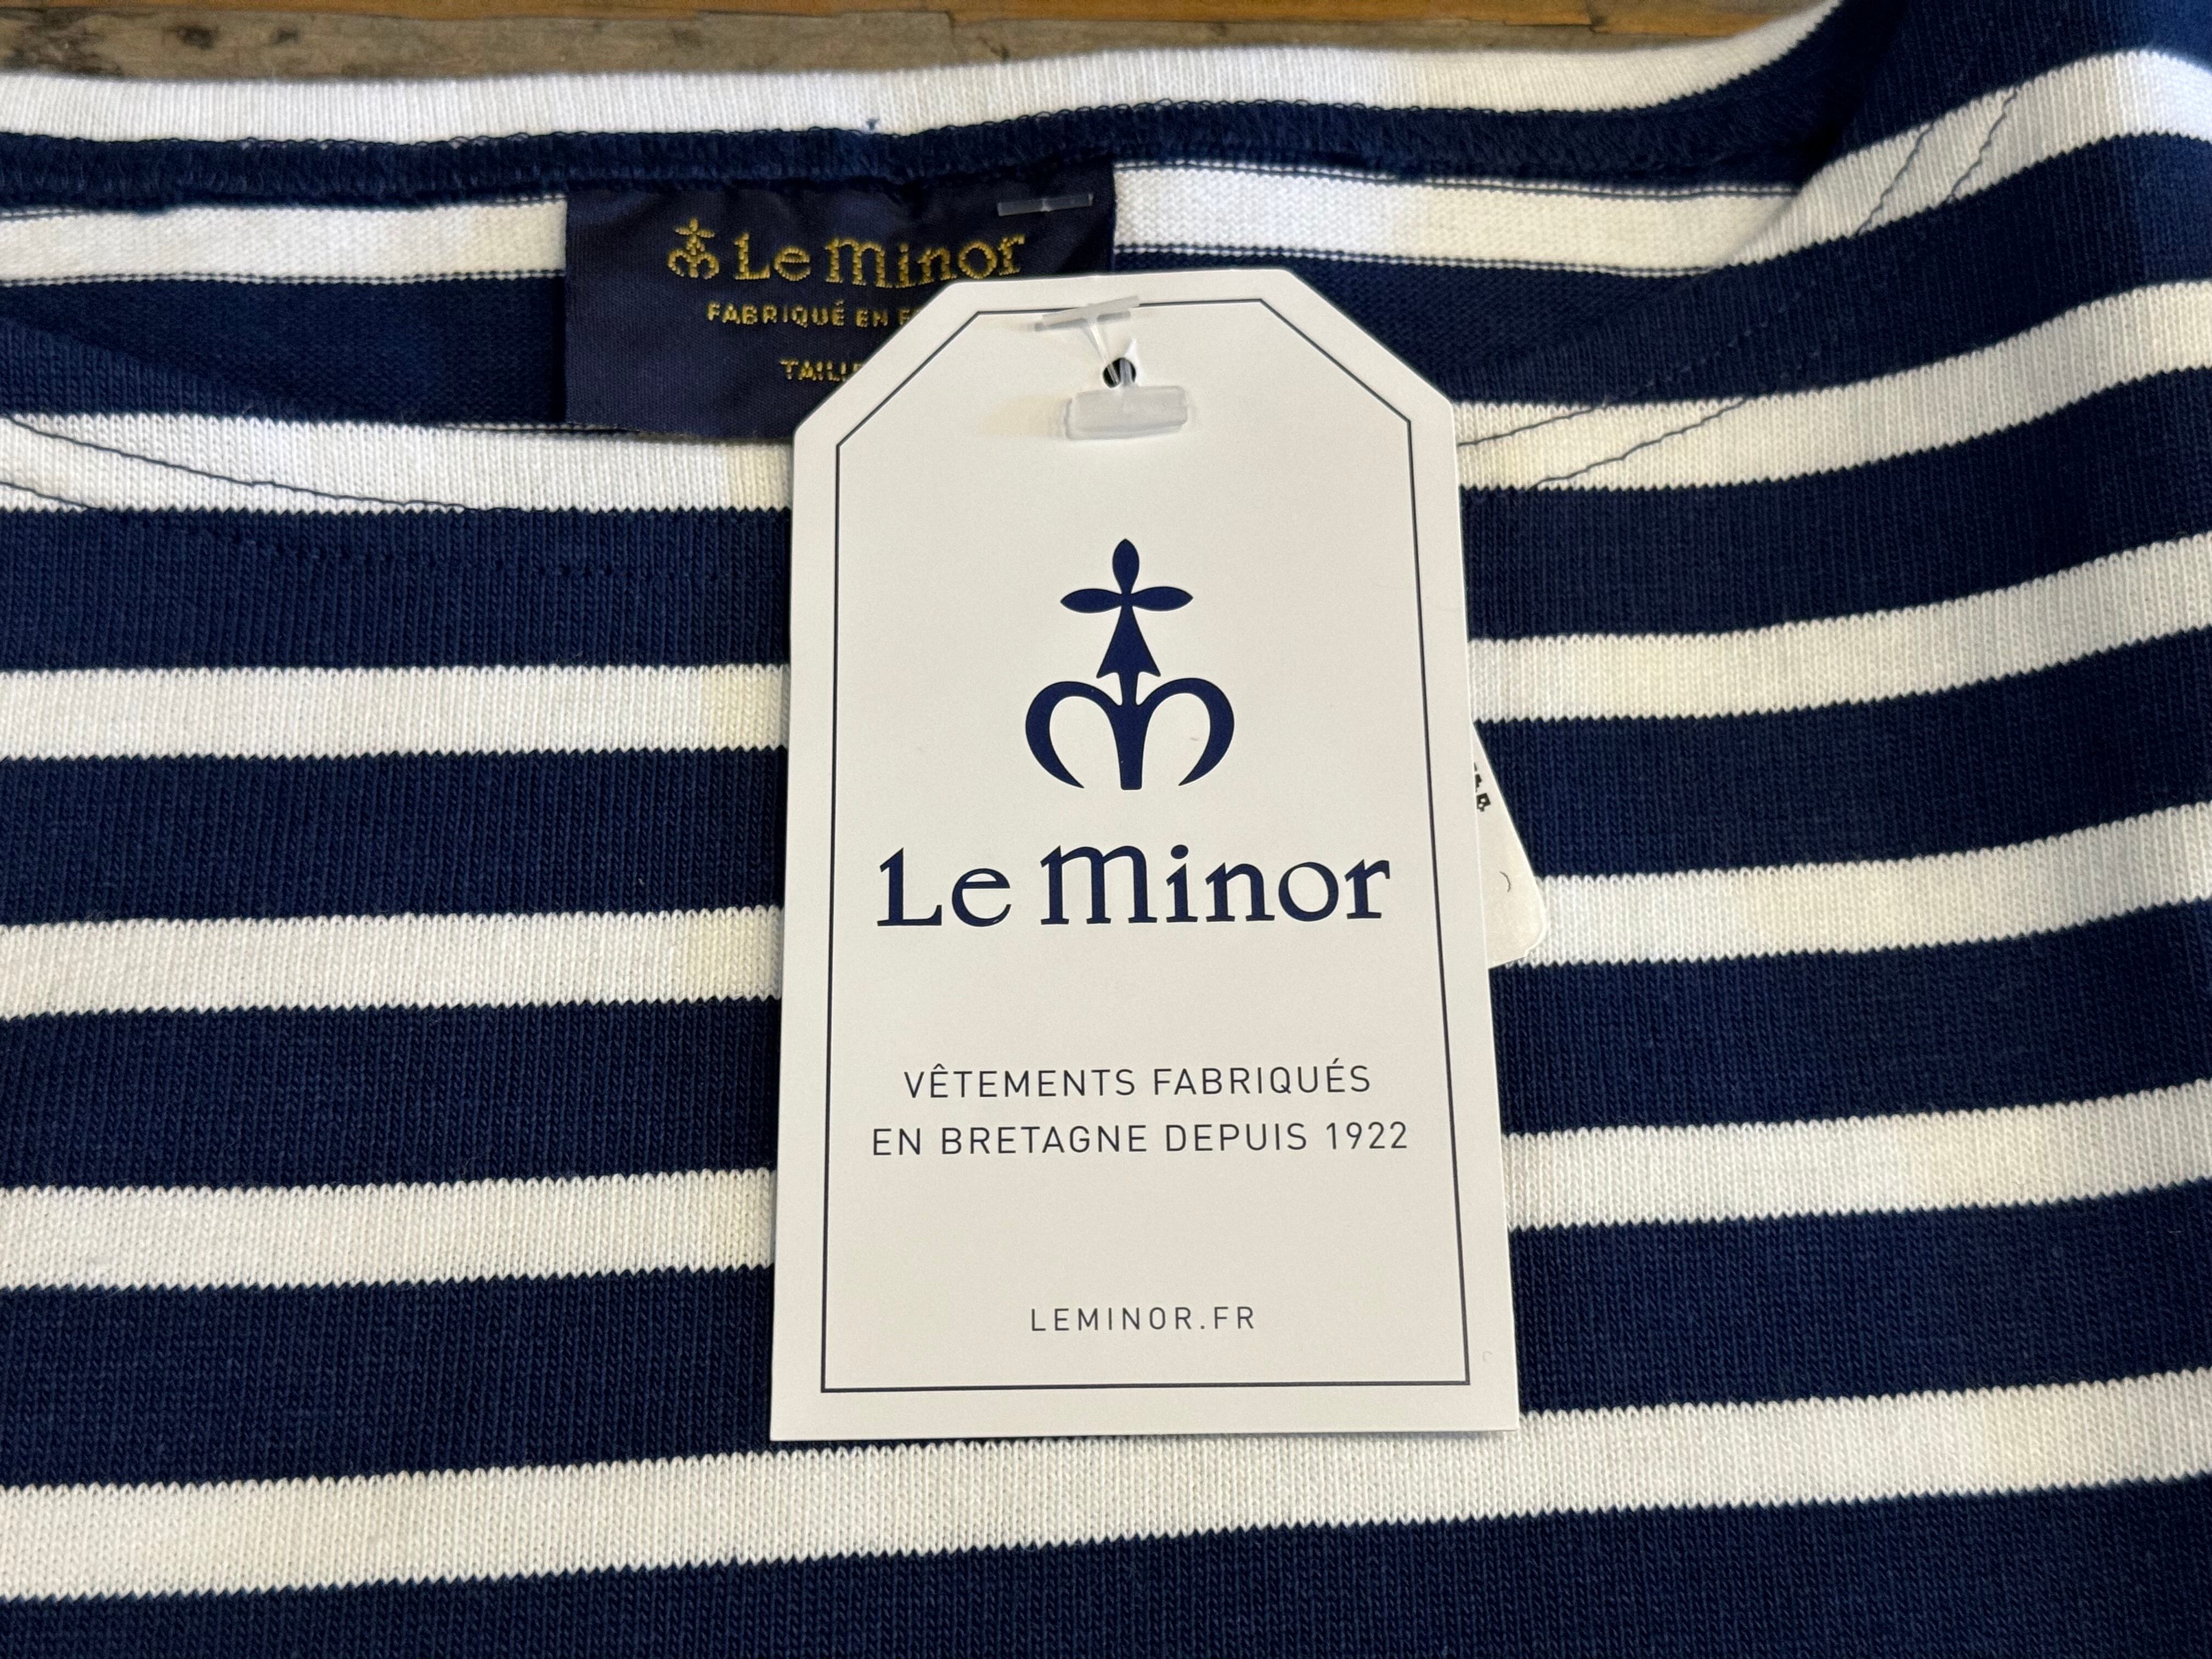 Le Minor
FABRIQUÉ EN
Le Minor
VÊTEMENTS FABRIQUÉS
EN BRETAGNE DEPUIS 1922
LEMINOR.FR